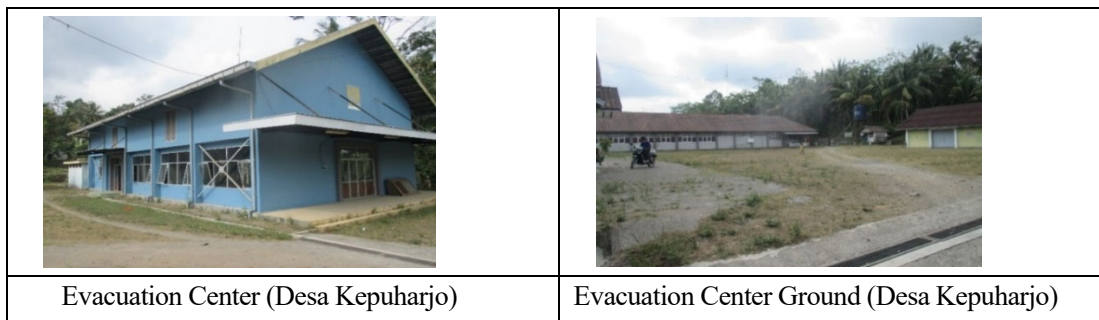 Evacuation Center (Desa Kepuharjo)
Evacuation Center Ground (Desa Kepuharjo)